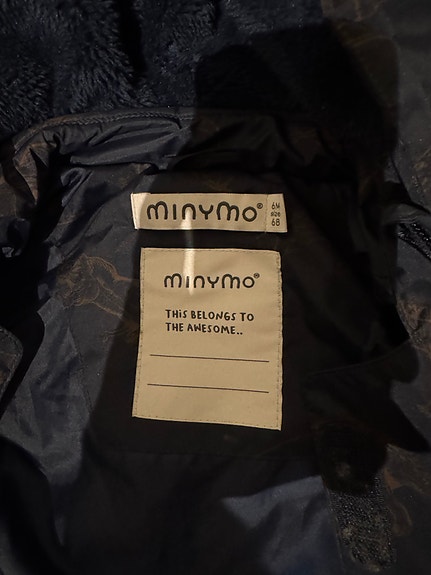 minymo®
6M
size
68
minymo®
THiS BELONGS TO
THE AWESOME..